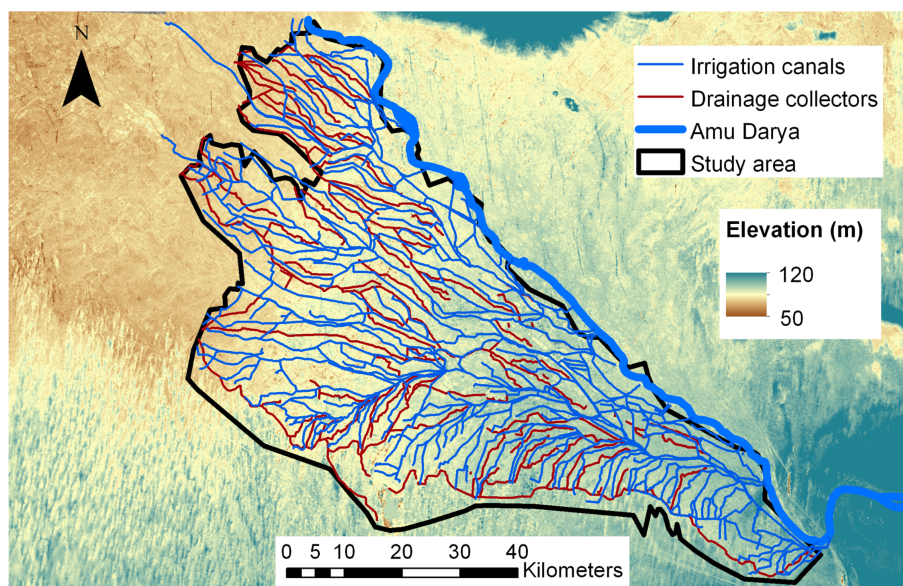 N
Irrigation canals
Drainage collectors
Amu Darya
Study area
Elevation (m)
120
50
0 5 10 20 30 40
Kilometers